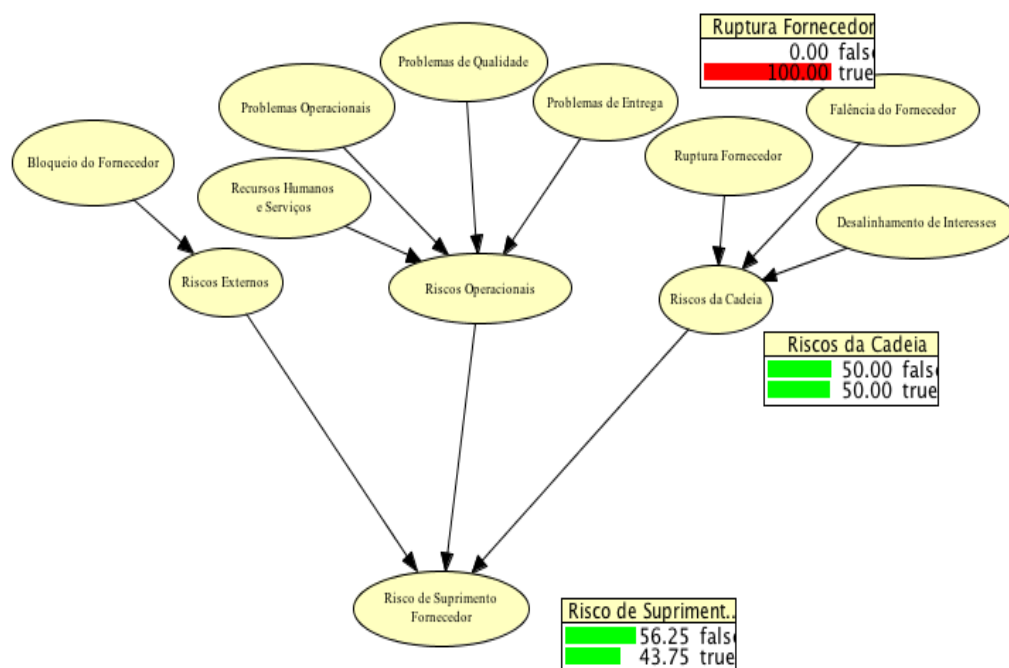 Ruptura Fornecedor
0.00 fals
100.00 true
Problemas de Qualidade
Problemas Operacionais
Problemas de Entrega
Falência do Fornecedor
Bloqueio do Fornecedor
Ruptura Fornecedor
Recursos Humanos
e Serviços
Desalinhamento de Interesses
Riscos Externos
Riscos Operacionais
Riscos da Cadeia
Riscos da Cadeia
50.00 fals
50.00 true
Risco de Suprimento
Fornecedor
Risco de Supriment..
56.25 fals
43.75 true